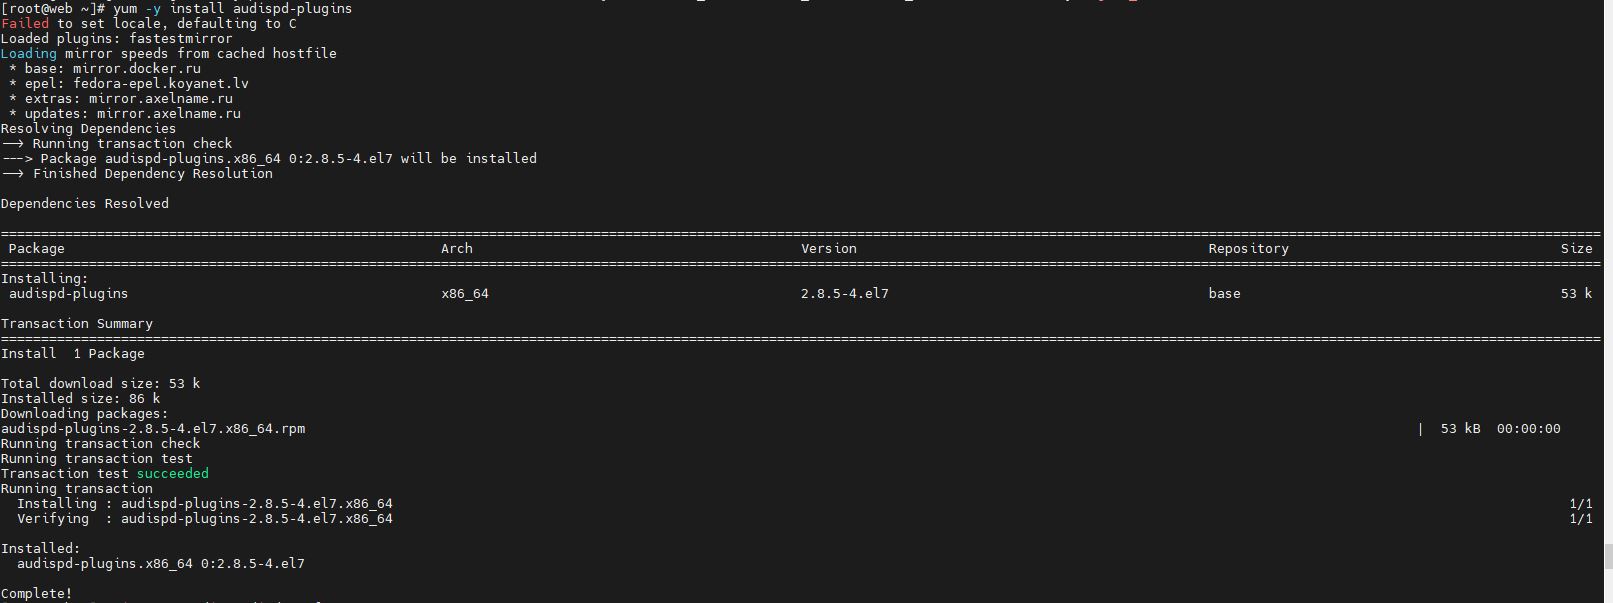 [root@web ~]# yum -y install audispd-plugins
Failed to set locale, defaulting to C
Loaded plugins: fastestmirror
Loading mirror speeds from cached hostfile
 * base: mirror.docker.ru
 * epel: fedora-epel.koyanet.lv
 * extras: mirror.axelname.ru
 * updates: mirror.axelname.ru
Resolving Dependencies
--> Running transaction check
---> Package audispd-plugins.x86_64 0:2.8.5-4.el7 will be installed
--> Finished Dependency Resolution
Dependencies Resolved
Package Arch Version Repository Size
Installing:
 audispd-plugins x86_64 2.8.5-4.el7 base 53 k
Transaction Summary
Install  1 Package
Total download size: 53 k
Installed size: 86 k
Downloading packages:
audispd-plugins-2.8.5-4.el7.x86_64.rpm | 53 kB 00:00:00
Running transaction check
Running transaction test
Transaction test succeeded
Running transaction
  Installing : audispd-plugins-2.8.5-4.el7.x86_64 1/1
  Verifying  : audispd-plugins-2.8.5-4.el7.x86_64 1/1
Installed:
  audispd-plugins.x86_64 0:2.8.5-4.el7
Complete!